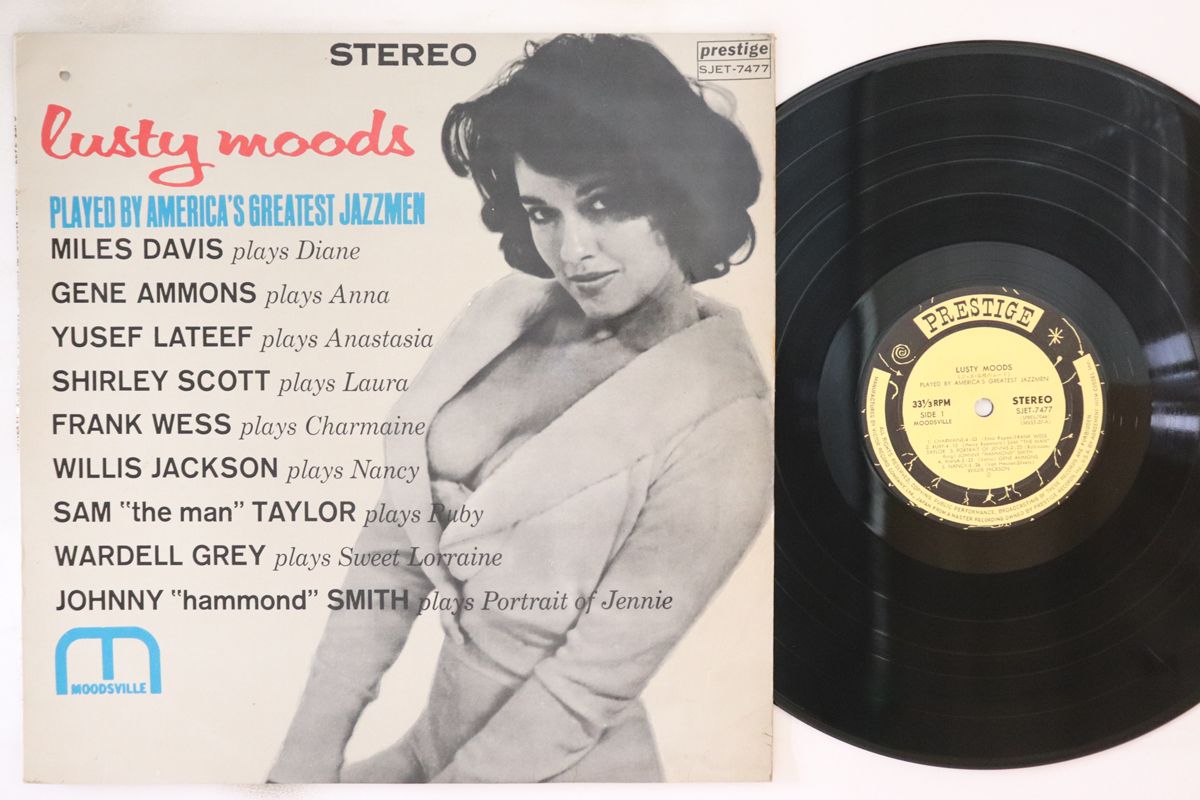 STEREO
prestige
SJET-7477
lusty moods
PLAYED BY AMERICA'S GREATEST JAZZMEN
MILES DAVIS plays Diane
GENE AMMONS plays Anna
YUSEF LATEEF plays Anastasia
SHIRLEY SCOTT plays Laura
FRANK WESS plays Charmaine
WILLIS JACKSON plays Nancy
SAM "the man" TAYLOR plays Ruby
WARDELL GREY plays Sweet Lorraine
JOHNNY "hammond" SMITH plays Portrait of Jennie
MOODSVILLE
PRESTIGE
LUSTY MOODS
PLAYED BY AMERICA'S GREATEST JAZZMEN
33 1/3 RPM
SIDE 1
MOODSVILLE
STEREO
SJET-7477